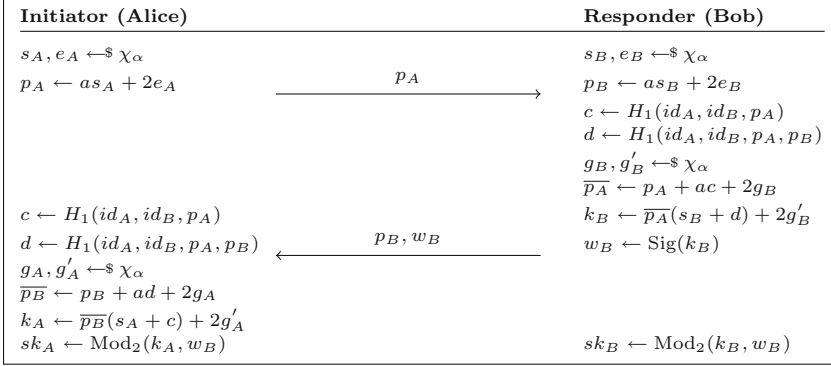 Initiator (Alice) Responder (Bob)
s_A, e_A ←$ χ_α s_B, e_B ←$ χ_α
p_A ← as_A + 2e_A p_A p_B ← as_B + 2e_B
c ← H_1(id_A, id_B, p_A)
d ← H_1(id_A, id_B, p_A, p_B)
g_B, g'_B ←$ χ_α
\overline{p_A} ← p_A + ac + 2g_B
c ← H_1(id_A, id_B, p_A) k_B ← \overline{p_A}(s_B + d) + 2g'_B
d ← H_1(id_A, id_B, p_A, p_B) p_B, w_B w_B ← Sig(k_B)
g_A, g'_A ←$ χ_α
\overline{p_B} ← p_B + ad + 2g_A
k_A ← \overline{p_B}(s_A + c) + 2g'_A
sk_A ← Mod_2(k_A, w_B) sk_B ← Mod_2(k_B, w_B)